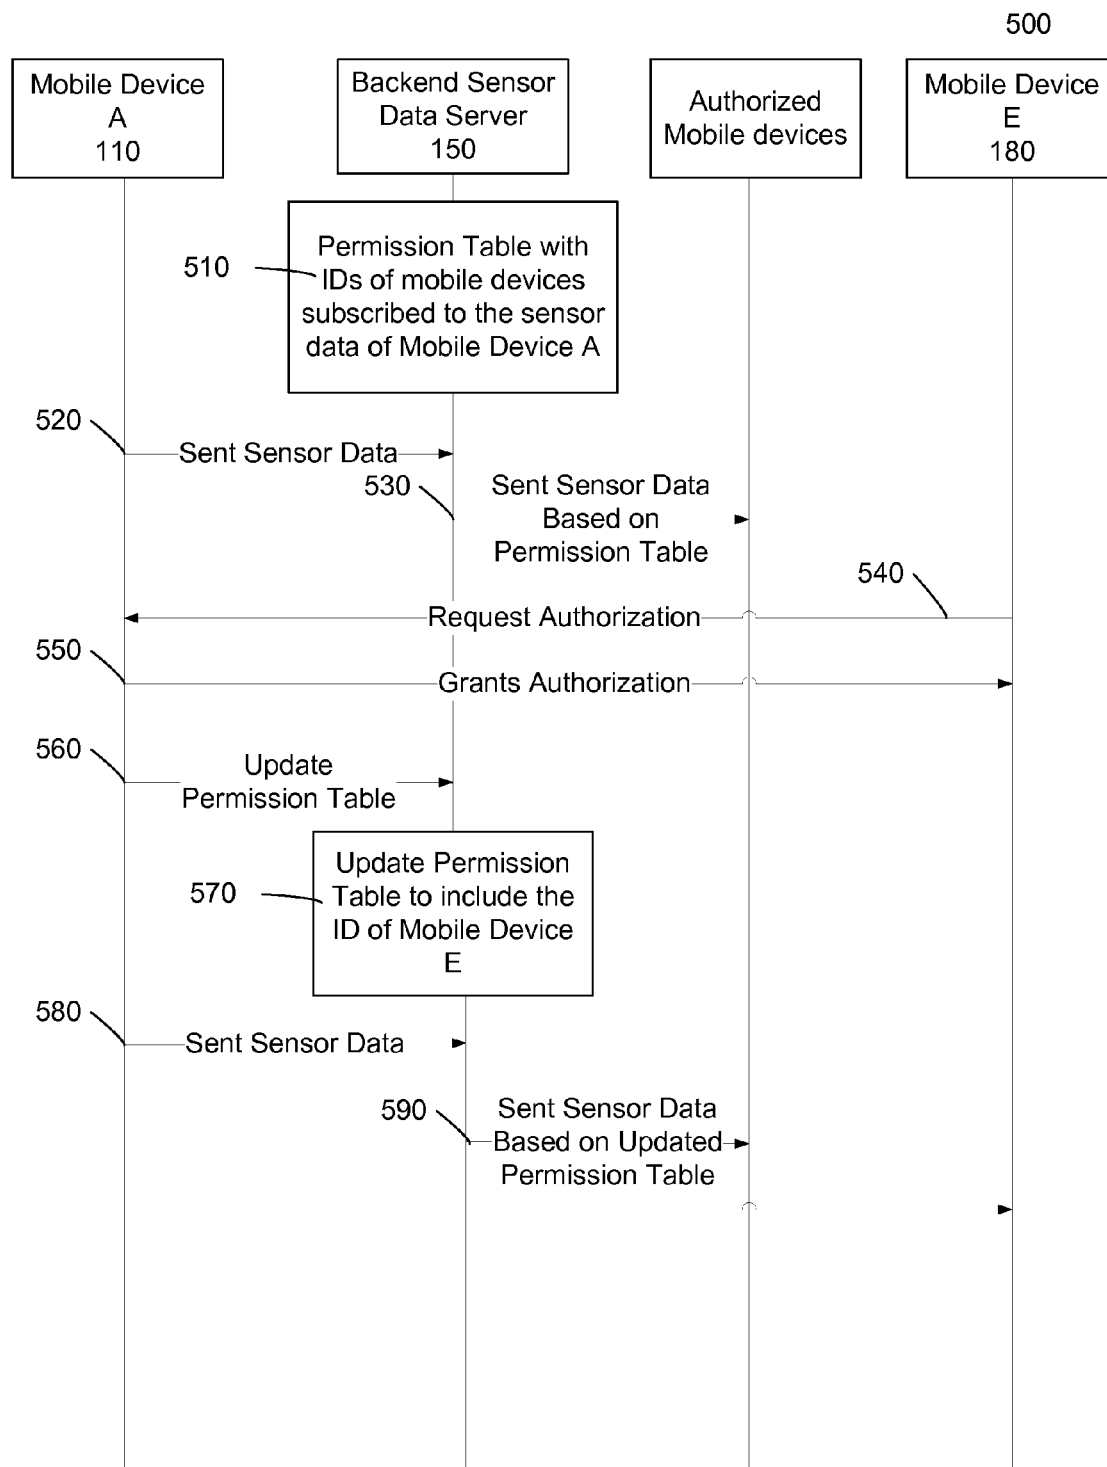 500
Mobile Device
A
110
Backend Sensor
Data Server
150
Authorized
Mobile devices
Mobile Device
E
180
510
Permission Table with
IDs of mobile devices
subscribed to the sensor
data of Mobile Device A
520
Sent Sensor Data
530
Sent Sensor Data
Based on
Permission Table
540
Request Authorization
550
Grants Authorization
560
Update
Permission Table
570
Update Permission
Table to include the
ID of Mobile Device
E
580
Sent Sensor Data
590
Sent Sensor Data
Based on Updated
Permission Table